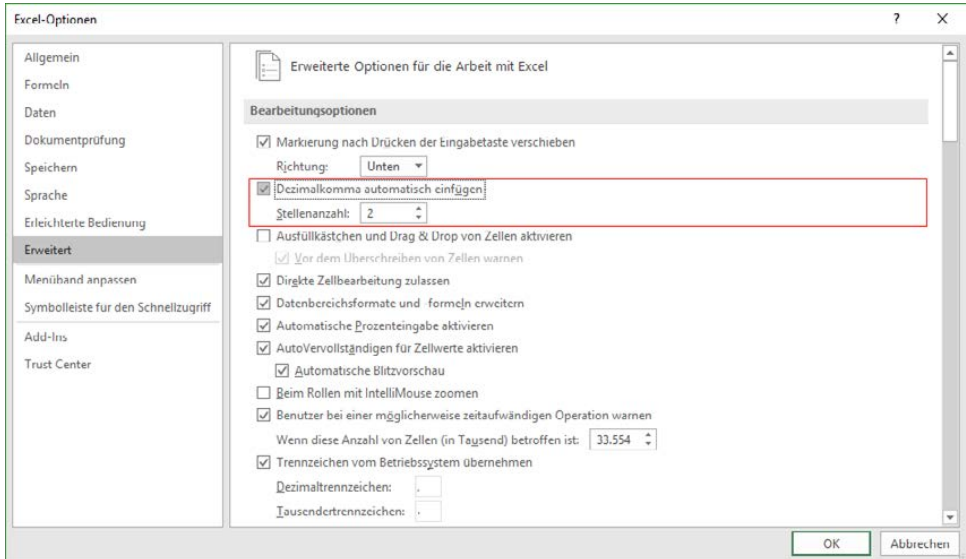 Excel-Optionen
?
X
Allgemein
Formeln
Daten
Dokumentprüfung
Speichern
Sprache
Erleichterte Bedienung
Erweitert
Menüband anpassen
Symbolleiste für den Schnellzugriff
Add-Ins
Trust Center
Erweiterte Optionen für die Arbeit mit Excel
Bearbeitungsoptionen
Markierung nach Drücken der Eingabetaste verschieben
Richtung: Unten
Dezimalkomma automatisch einfügen
Stellenanzahl: 2
Ausfüllkästchen und Drag & Drop von Zellen aktivieren
Vor dem Überschreiben von Zellen warnen
Direkte Zellbearbeitung zulassen
Datenbereichsformate und -formeln erweitern
Automatische Prozenteingabe aktivieren
AutoVervollständigen für Zellwerte aktivieren
Automatische Blitzvorschau
Beim Rollen mit IntelliMouse zoomen
Benutzer bei einer möglicherweise zeitaufwändigen Operation warnen
Wenn diese Anzahl von Zellen (in Tausend) betroffen ist: 33.554
Trennzeichen vom Betriebssystem übernehmen
Dezimaltrennzeichen:
Tausendertrennzeichen:
OK
Abbrechen